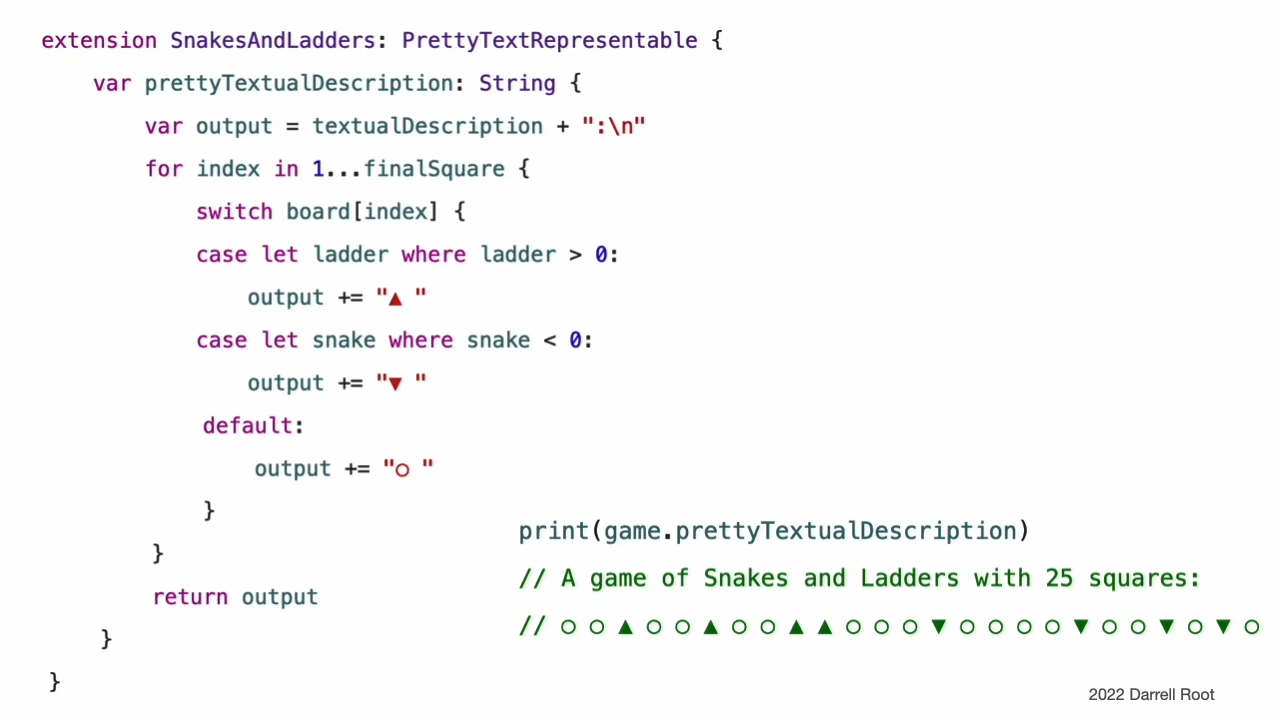 extension SnakesAndLadders: PrettyTextRepresentable {
var prettyTextualDescription: String {
var output = textualDescription + ":\n"
for index in 1...finalSquare {
switch board[index] {
case let ladder where ladder > 0:
output += "▲ "
case let snake where snake < 0:
output += "▼ "
default:
output += "○ "
}
}
return output
}
}
print(game.prettyTextualDescription)
// A game of Snakes and Ladders with 25 squares:
// ○ ○ ▲ ○ ○ ▲ ○ ○ ▲ ▲ ○ ○ ○ ▼ ○ ○ ○ ○ ▼ ○ ○ ▼ ○ ▼ ○
2022 Darrell Root